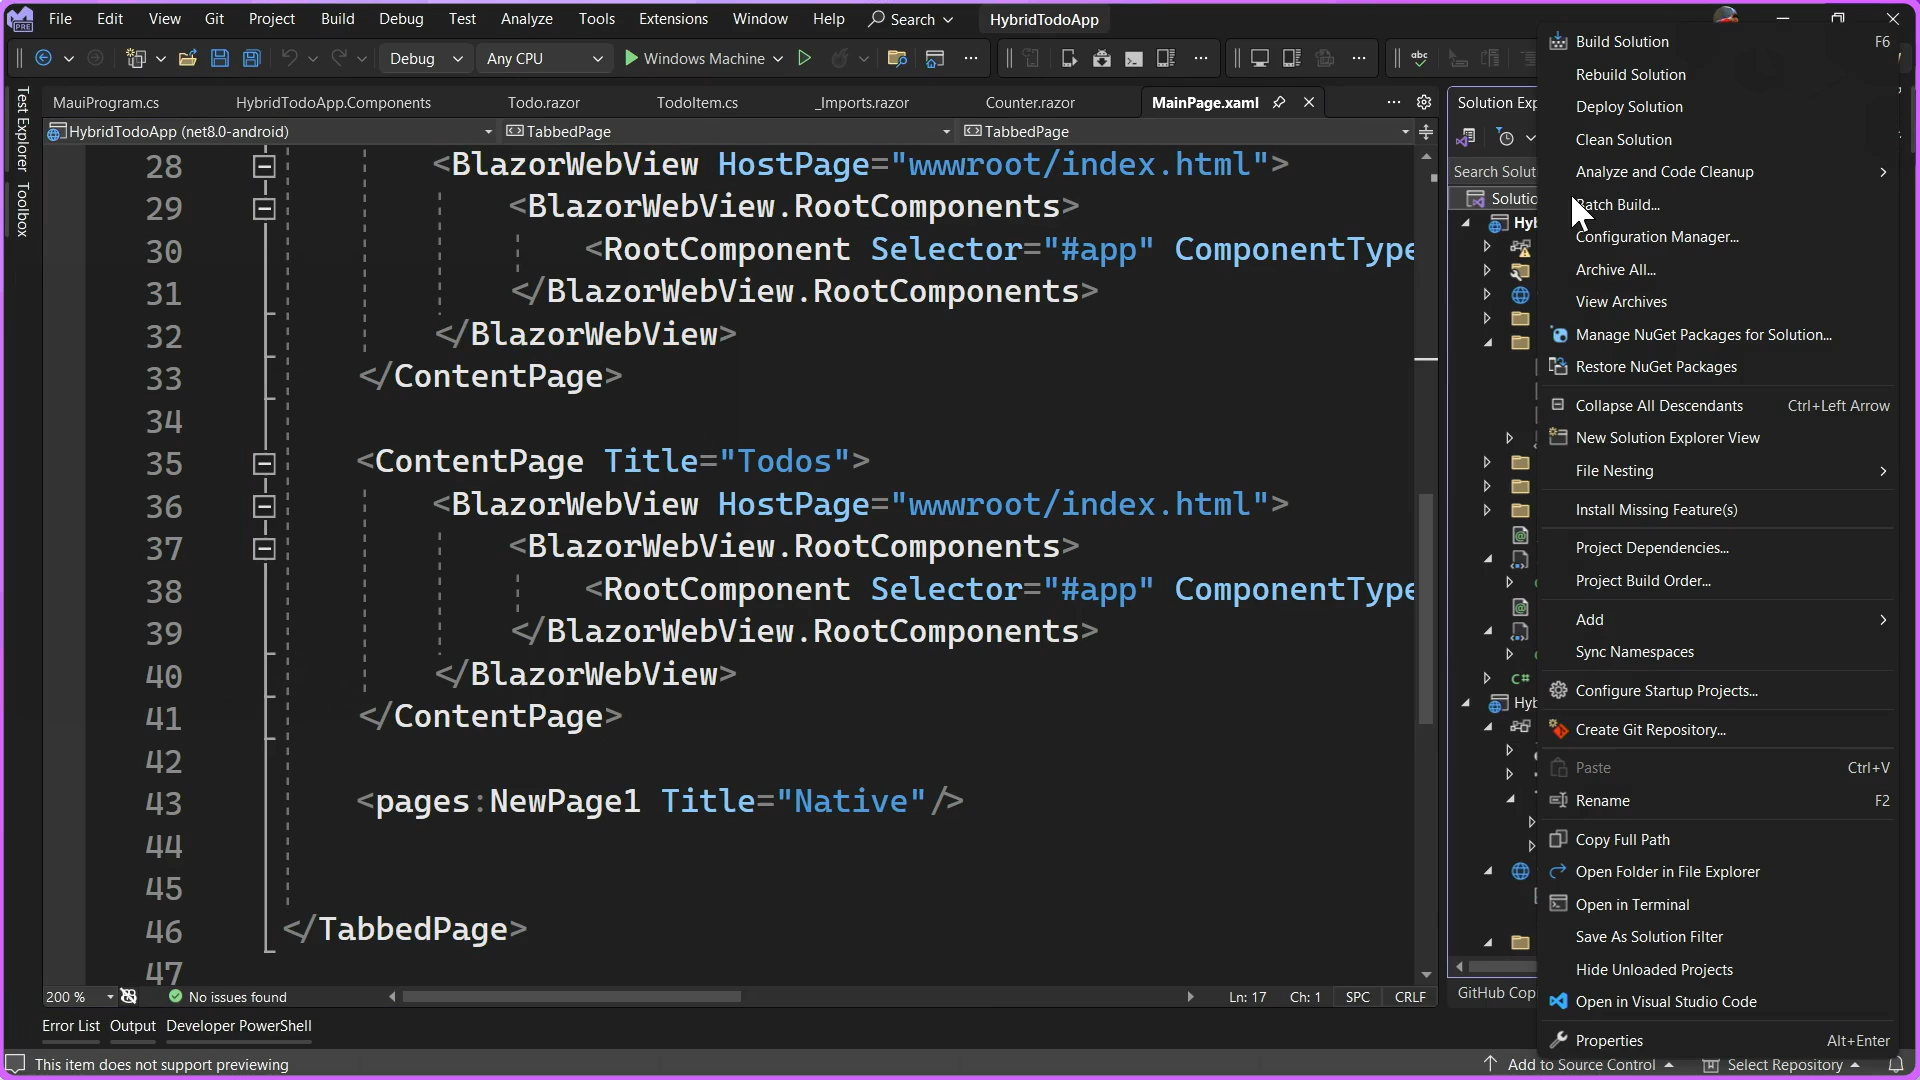 File Edit View Git Project Build Debug Test Analyze Tools Extensions Window Help Search HybridTodoApp
PRE
Debug Any CPU Windows Machine
abc
MauiProgram.cs HybridTodoApp.Components Todo.razor TodoItem.cs _Imports.razor Counter.razor MainPage.xaml
HybridTodoApp (net8.0-android) TabbedPage TabbedPage
Test Explorer
Toolbox
28 <BlazorWebView HostPage="wwwroot/index.html">
29 <BlazorWebView.RootComponents>
30 <RootComponent Selector="#app" ComponentType
31 </BlazorWebView.RootComponents>
32 </BlazorWebView>
33 </ContentPage>
34
35 <ContentPage Title="Todos">
36 <BlazorWebView HostPage="wwwroot/index.html">
37 <BlazorWebView.RootComponents>
38 <RootComponent Selector="#app" ComponentType
39 </BlazorWebView.RootComponents>
40 </BlazorWebView>
41 </ContentPage>
42
43 <pages:NewPage1 Title="Native"/>
44
45
46 </TabbedPage>
47
200 % No issues found Ln: 17 Ch: 1 SPC CRLF
Error List Output Developer PowerShell
This item does not support previewing
Solution Exp
Search Solut
Solutio
Hyb
C#
Hyb
GitHub Cop
Build Solution F6
Rebuild Solution
Deploy Solution
Clean Solution
Analyze and Code Cleanup
Batch Build...
Configuration Manager...
Archive All...
View Archives
Manage NuGet Packages for Solution...
Restore NuGet Packages
Collapse All Descendants Ctrl+Left Arrow
New Solution Explorer View
File Nesting
Install Missing Feature(s)
Project Dependencies...
Project Build Order...
Add
Sync Namespaces
Configure Startup Projects...
Create Git Repository...
Paste Ctrl+V
Rename F2
Copy Full Path
Open Folder in File Explorer
Open in Terminal
Save As Solution Filter
Hide Unloaded Projects
Open in Visual Studio Code
Properties Alt+Enter
Add to Source Control Select Repository